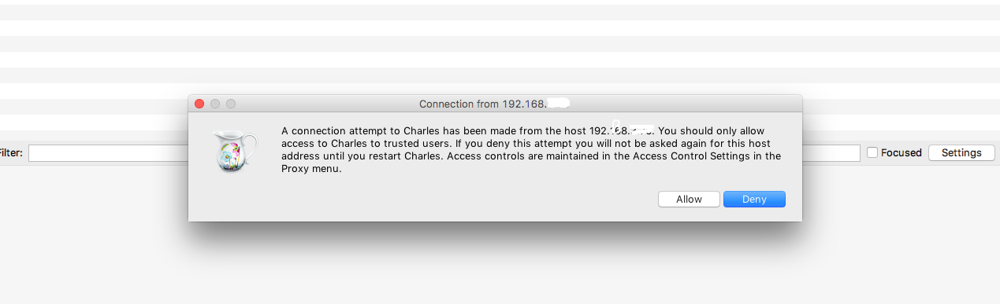 Connection from 192.168.
A connection attempt to Charles has been made from the host 192.168. You should only allow
access to Charles to trusted users. If you deny this attempt you will not be asked again for this host
address until you restart Charles. Access controls are maintained in the Access Control Settings in the
Proxy menu.
Filter: Focused Settings
Allow Deny